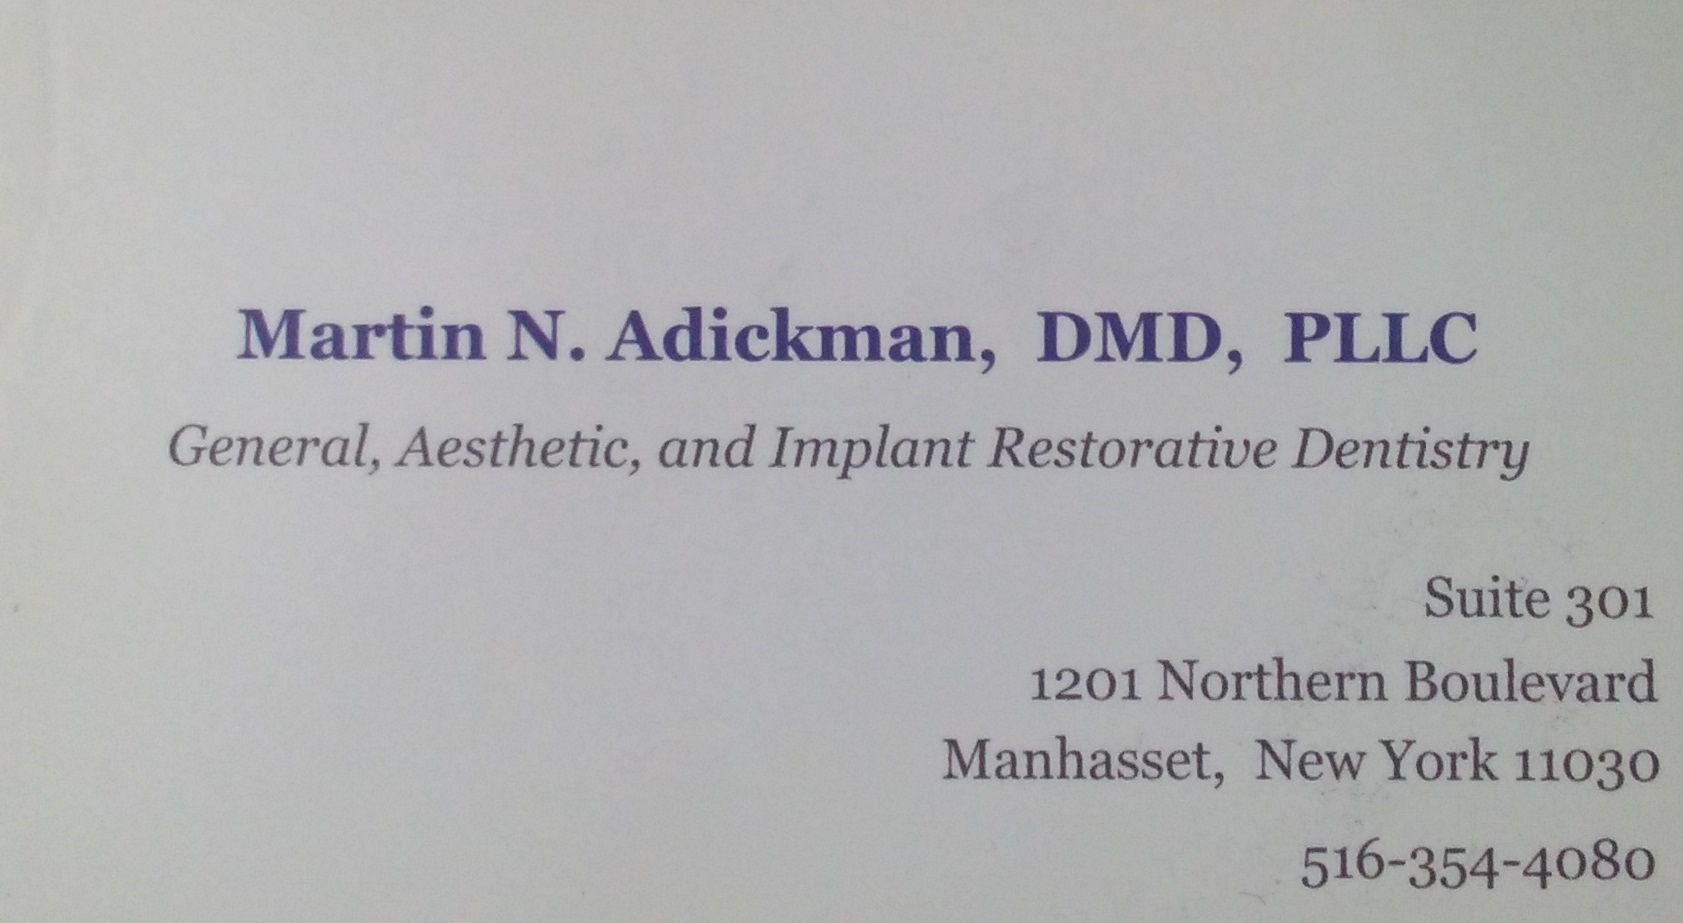 Martin N. Adickman, DMD, PLLC
General, Aesthetic, and Implant Restorative Dentistry
Suite 301
1201 Northern Boulevard
Manhasset, New York 11030
516-354-4080